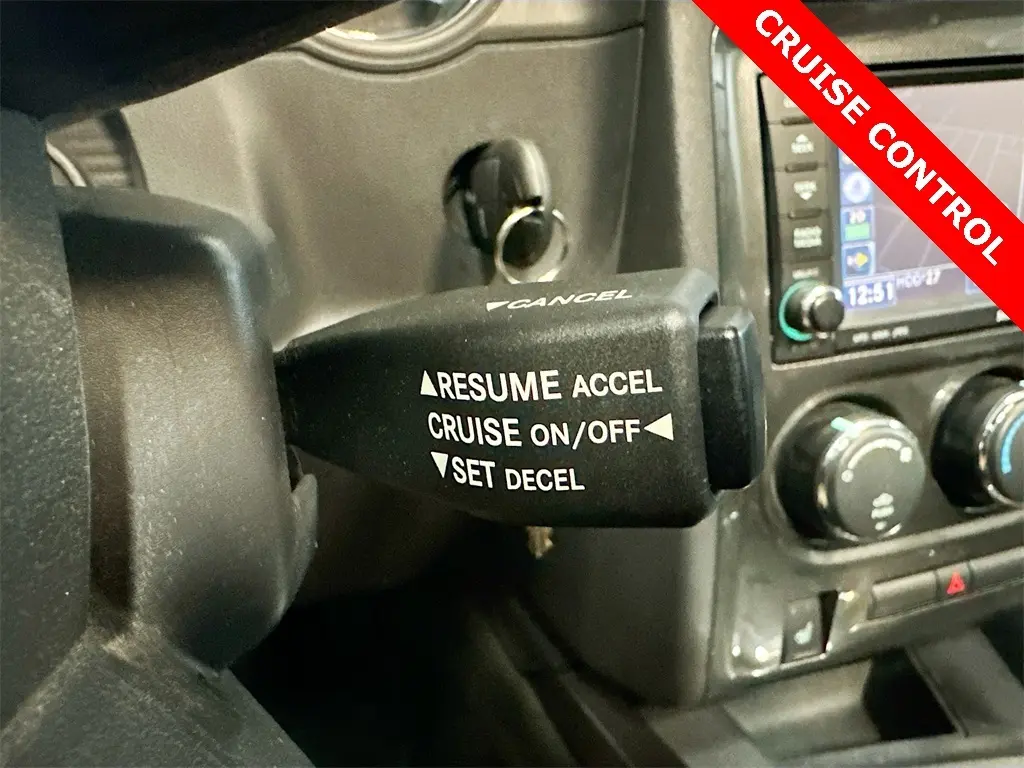 CRUISE CONTROL
▼CANCEL
▲RESUME ACCEL
CRUISE ON/OFF◀
▼SET DECEL
12:51